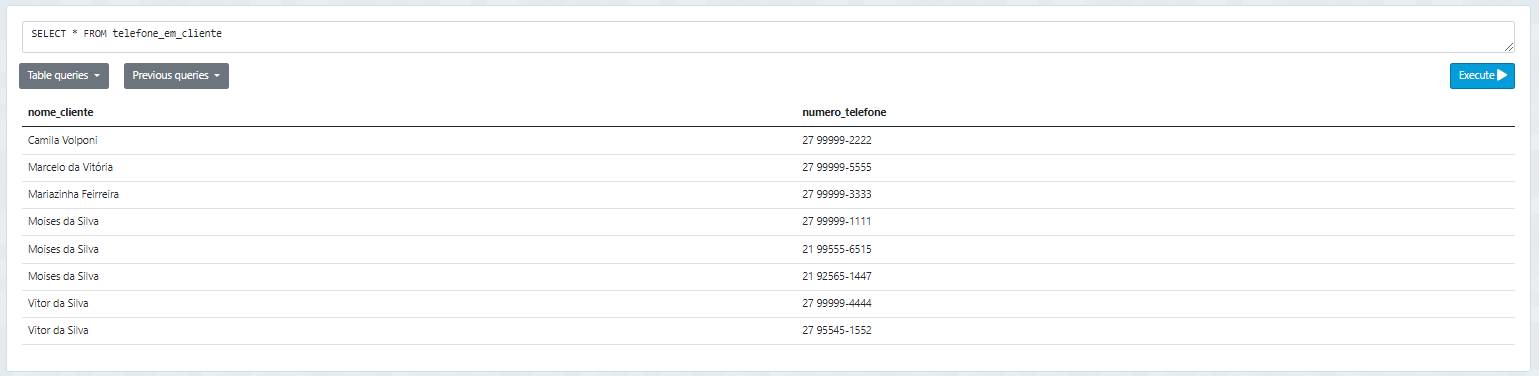 SELECT * FROM telefone_em_cliente
Table queries Previous queries Execute
nome_cliente numero_telefone
Camila Volponi 27 99999-2222
Marcelo da Vitória 27 99999-5555
Mariazinha Feirreira 27 99999-3333
Moises da Silva 27 99999-1111
Moises da Silva 21 99555-6515
Moises da Silva 21 92565-1447
Vitor da Silva 27 99999-4444
Vitor da Silva 27 95545-1552